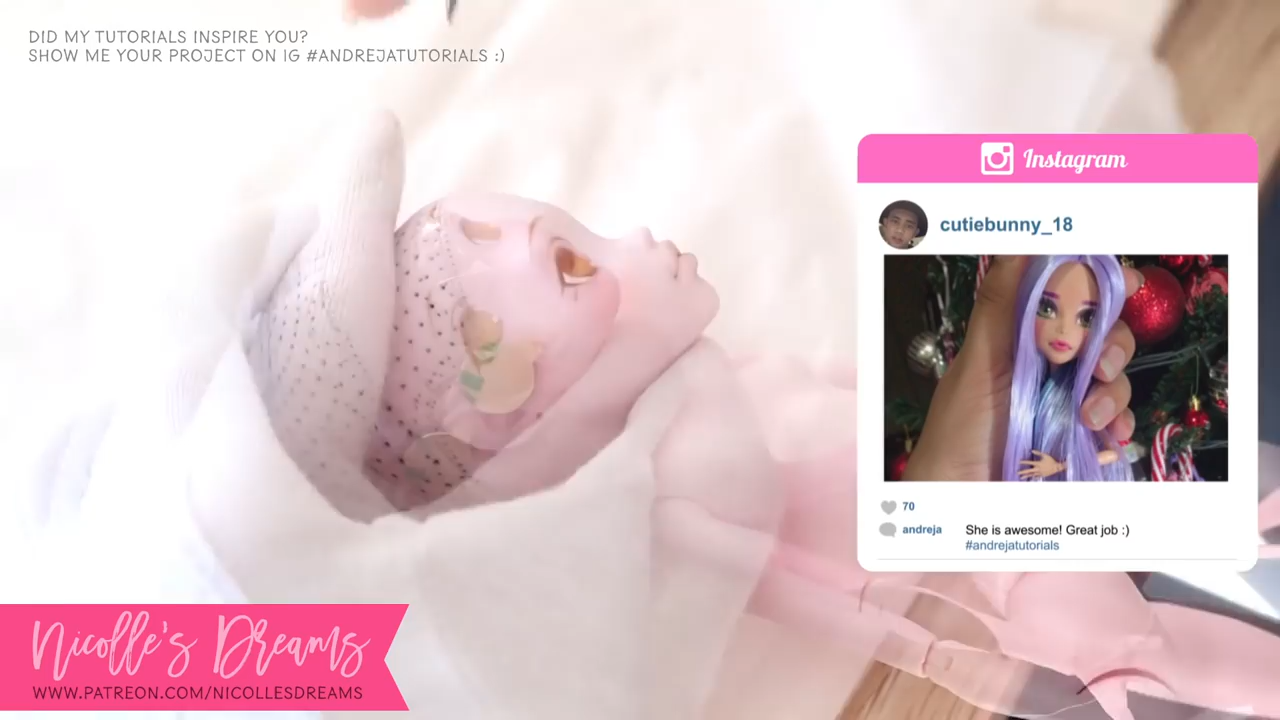 DID MY TUTORIALS INSPIRE YOU?
SHOW ME YOUR PROJECT ON IG #ANDREJATUTORIALS :)
Instagram
cutiebunny_18
70
andreja She is awesome! Great job :)
#andrejatutorials
Nicolle's Dreams
WWW.PATREON.COM/NICOLLESDREAMS